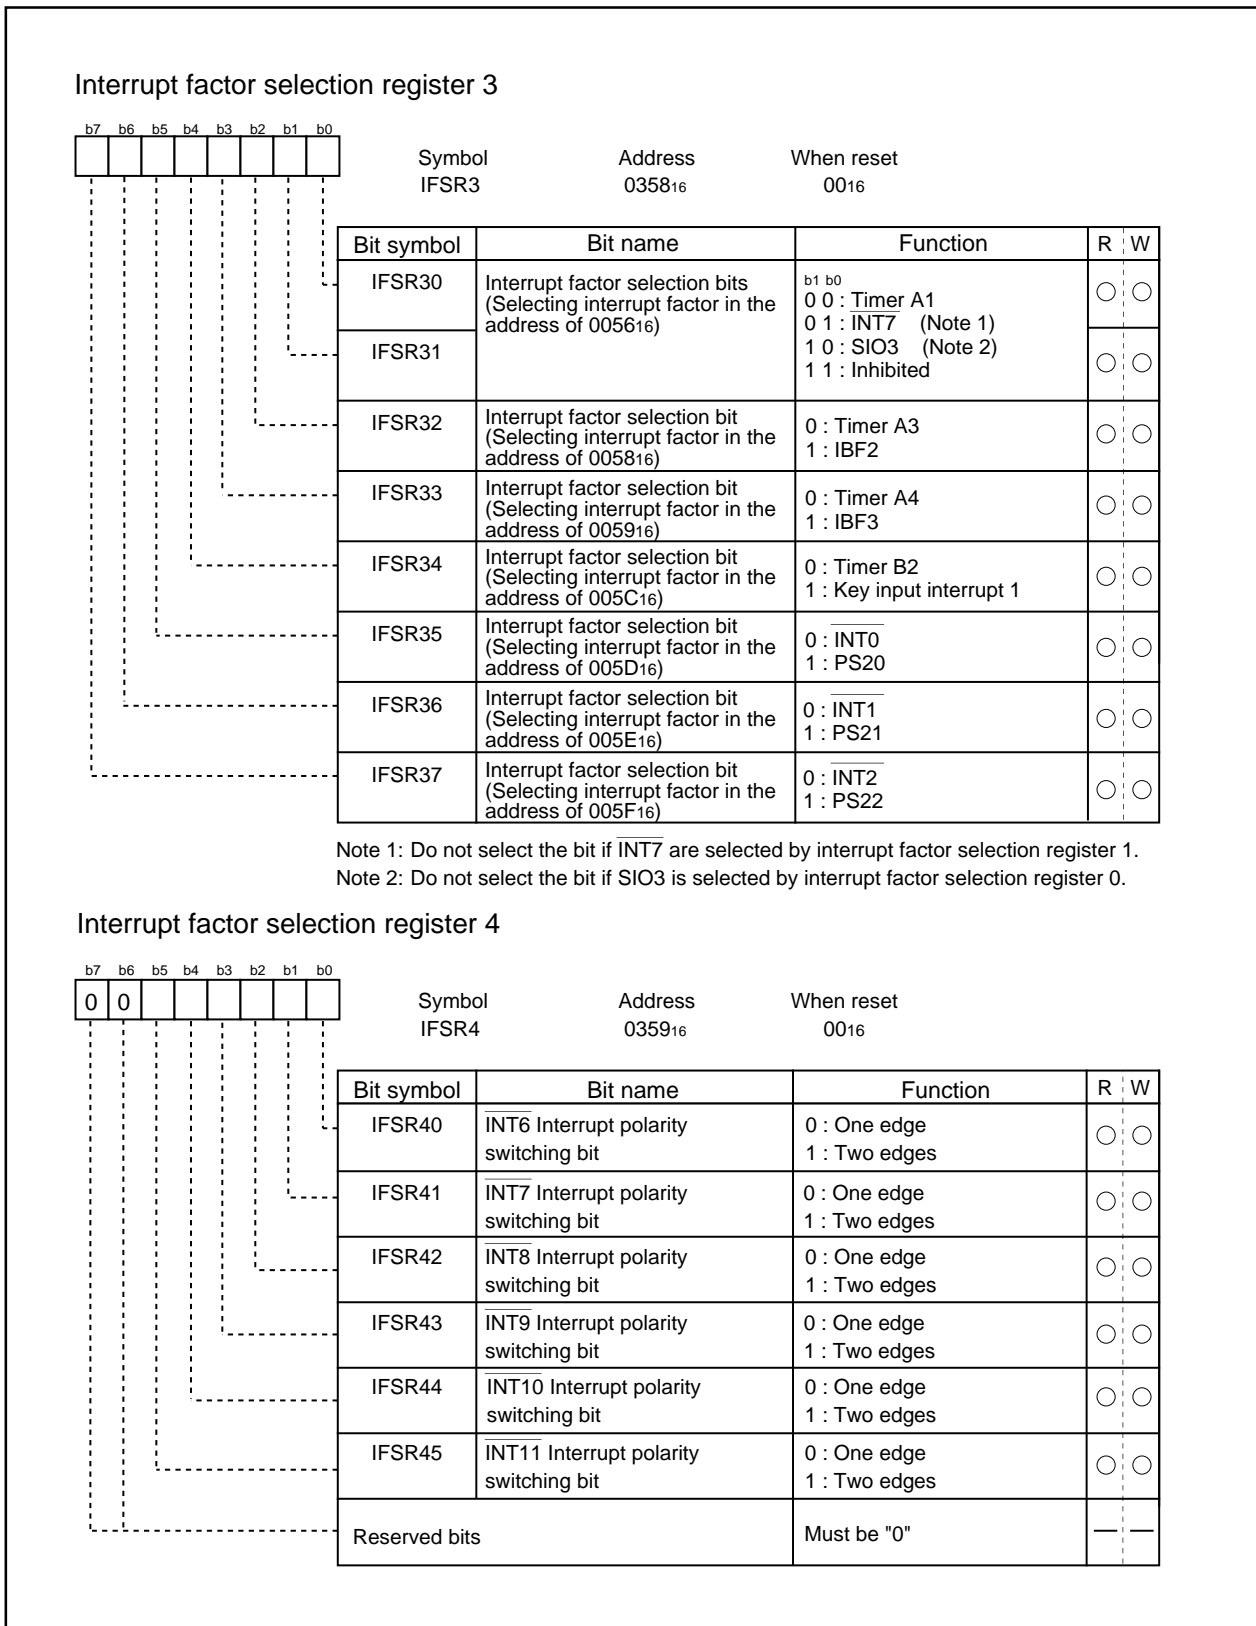 Interrupt factor selection register 3
b7 b6 b5 b4 b3 b2 b1 b0
Symbol Address When reset
IFSR3 035816 0016
Bit symbol Bit name Function R W
IFSR30 Interrupt factor selection bits
(Selecting interrupt factor in the
address of 005616)
b1 b0
0 0 : Timer A1
0 1 : INT7 (Note 1)
1 0 : SIO3 (Note 2)
1 1 : Inhibited
IFSR31
IFSR32 Interrupt factor selection bit
(Selecting interrupt factor in the
address of 005816)
0 : Timer A3
1 : IBF2
IFSR33 Interrupt factor selection bit
(Selecting interrupt factor in the
address of 005916)
0 : Timer A4
1 : IBF3
IFSR34 Interrupt factor selection bit
(Selecting interrupt factor in the
address of 005C16)
0 : Timer B2
1 : Key input interrupt 1
IFSR35 Interrupt factor selection bit
(Selecting interrupt factor in the
address of 005D16)
0 : INT0
1 : PS20
IFSR36 Interrupt factor selection bit
(Selecting interrupt factor in the
address of 005E16)
0 : INT1
1 : PS21
IFSR37 Interrupt factor selection bit
(Selecting interrupt factor in the
address of 005F16)
0 : INT2
1 : PS22
Note 1: Do not select the bit if INT7 are selected by interrupt factor selection register 1.
Note 2: Do not select the bit if SIO3 is selected by interrupt factor selection register 0.
Interrupt factor selection register 4
b7 b6 b5 b4 b3 b2 b1 b0
0 0
Symbol Address When reset
IFSR4 035916 0016
Bit symbol Bit name Function R W
IFSR40 INT6 Interrupt polarity
switching bit
0 : One edge
1 : Two edges
IFSR41 INT7 Interrupt polarity
switching bit
0 : One edge
1 : Two edges
IFSR42 INT8 Interrupt polarity
switching bit
0 : One edge
1 : Two edges
IFSR43 INT9 Interrupt polarity
switching bit
0 : One edge
1 : Two edges
IFSR44 INT10 Interrupt polarity
switching bit
0 : One edge
1 : Two edges
IFSR45 INT11 Interrupt polarity
switching bit
0 : One edge
1 : Two edges
Reserved bits Must be "0" — —